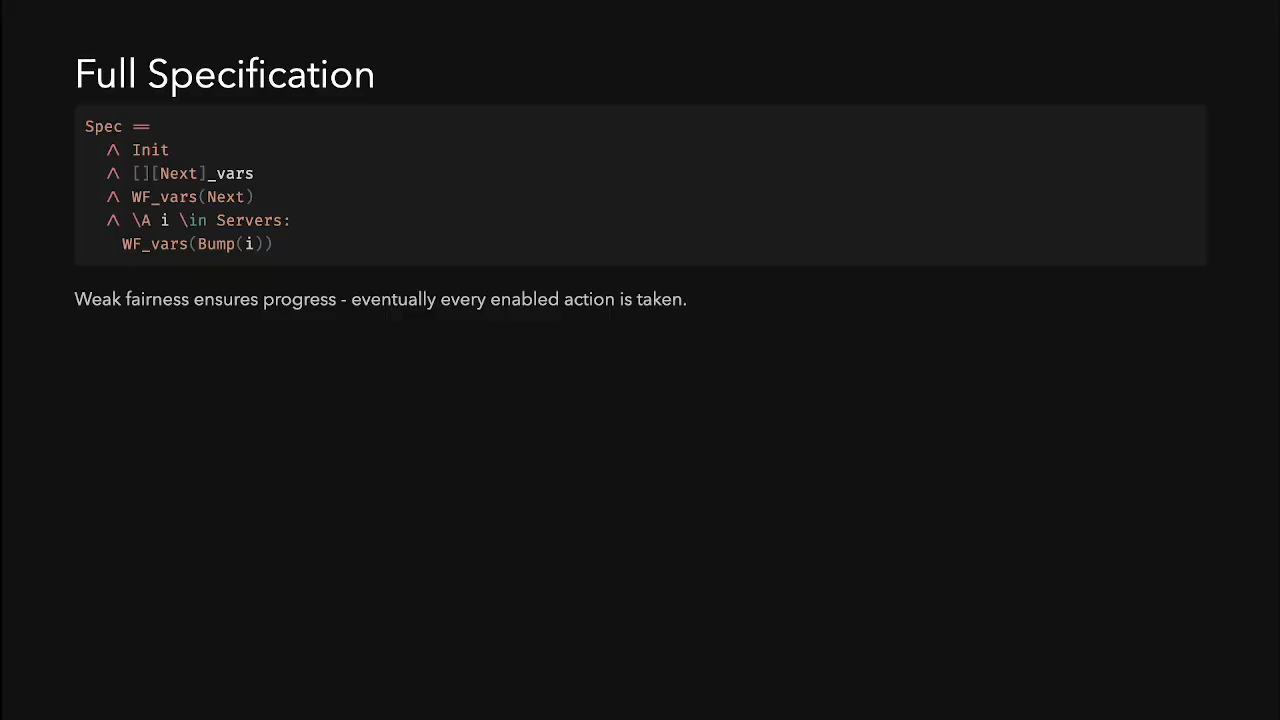 Full Specification
Spec ==
/\ Init
/\ [][Next]_vars
/\ WF_vars(Next)
/\ \A i \in Servers:
WF_vars(Bump(i))
Weak fairness ensures progress - eventually every enabled action is taken.